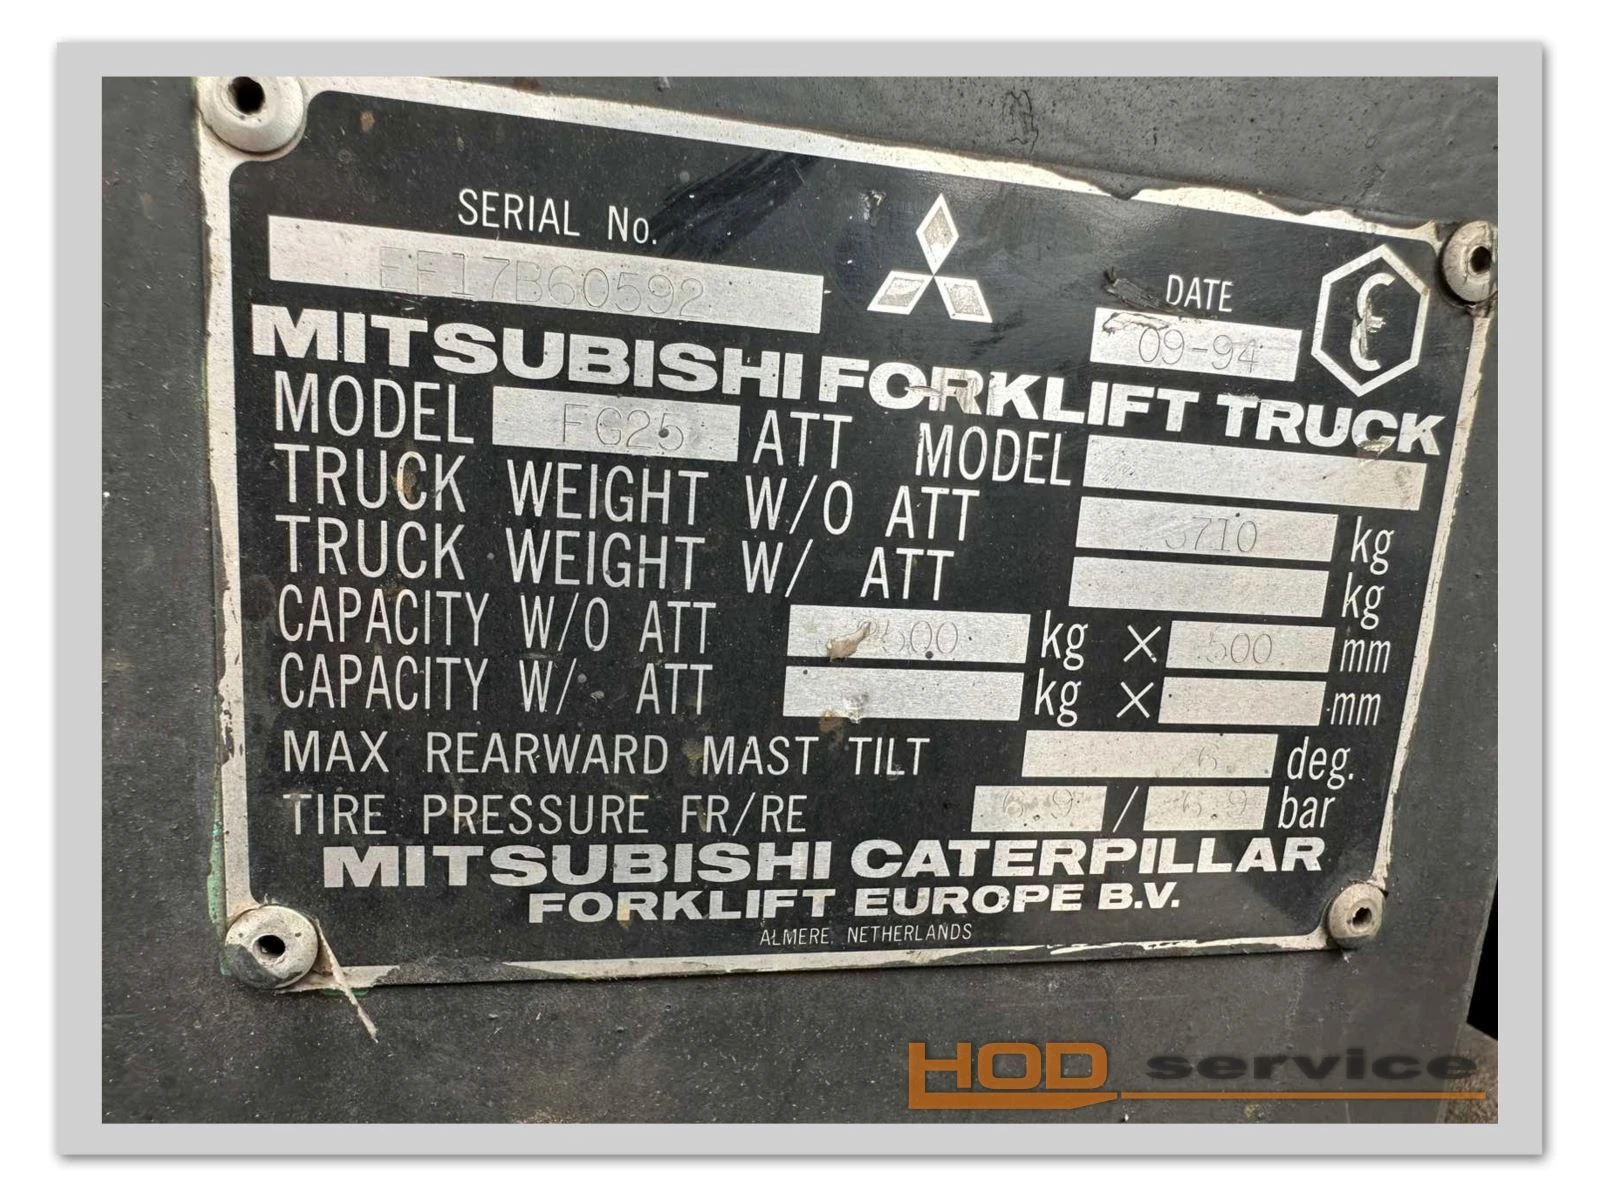 SERIAL No.
EF17B60592
DATE
09-94
MITSUBISHI FORKLIFT TRUCK
MODEL FG25 ATT MODEL
TRUCK WEIGHT W/O ATT 3710 kg
TRUCK WEIGHT W/ ATT kg
CAPACITY W/O ATT 2500 kg × 500 mm
CAPACITY W/ ATT kg × mm
MAX REARWARD MAST TILT 6 deg.
TIRE PRESSURE FR/RE 6.9 / 6.9 bar
MITSUBISHI CATERPILLAR
FORKLIFT EUROPE B.V.
ALMERE NETHERLANDS
HOD service